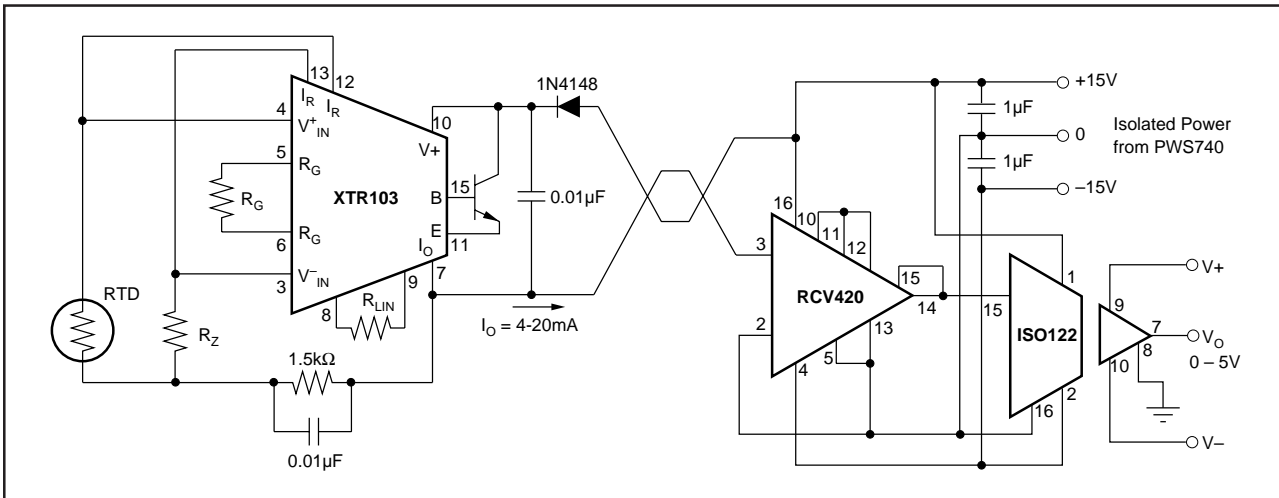 1N4148
+15V
1µF
0
Isolated Power
from PWS740
1µF
–15V
13
12
I_R
I_R
4
V⁺_IN
10
V+
5
R_G
R_G
XTR103
B
15
0.01µF
16
10
11
12
3
6
R_G
E
11
I_O
7
V⁻_IN
3
9
8
R_LIN
RTD
R_Z
I_O = 4-20mA
RCV420
15
14
2
13
5
4
1
15
ISO122
16
2
V+
9
7
V_O
8
0 – 5V
10
V–
1.5kΩ
0.01µF